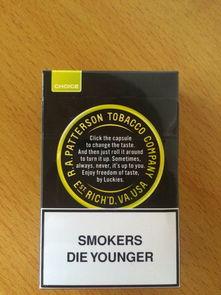 CHOICE
R.A.PATTERSON TOBACCO COMPANY
Click the capsule
to change the taste.
And then just roll it around
to turn it up. Sometimes,
always, never, it's up to you.
Enjoy freedom of taste,
by Luckies.
EST RICH'D. VA. USA
SMOKERS
DIE YOUNGER